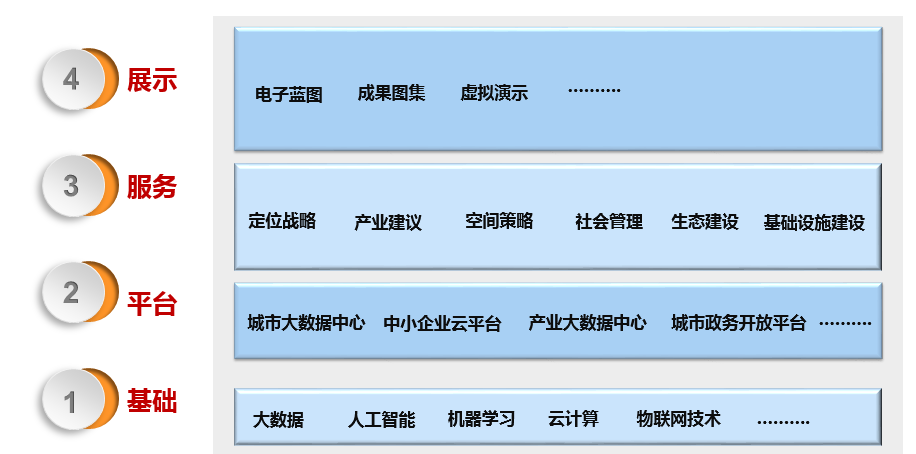 4 展示
电子蓝图 成果图集 虚拟演示 ··········
3 服务
定位战略 产业建议 空间策略 社会管理 生态建设 基础设施建设
2 平台
城市大数据中心 中小企业云平台 产业大数据中心 城市政务开放平台 ··········
1 基础
大数据 人工智能 机器学习 云计算 物联网技术 ··········